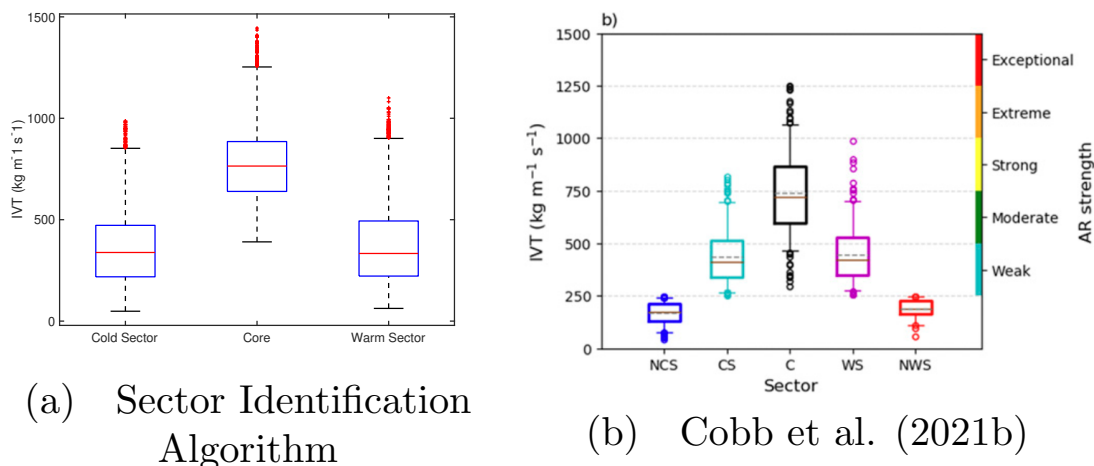 1500
1000
500
0
IVT (kg m⁻1 s⁻1)
Cold Sector
Core
Warm Sector
(a) Sector Identification
Algorithm
b)
1500
1250
1000
750
500
250
0
IVT (kg m⁻¹ s⁻¹)
NCS
CS
C
WS
NWS
Sector
Exceptional
Extreme
Strong
Moderate
Weak
AR strength
(b) Cobb et al. (2021b)